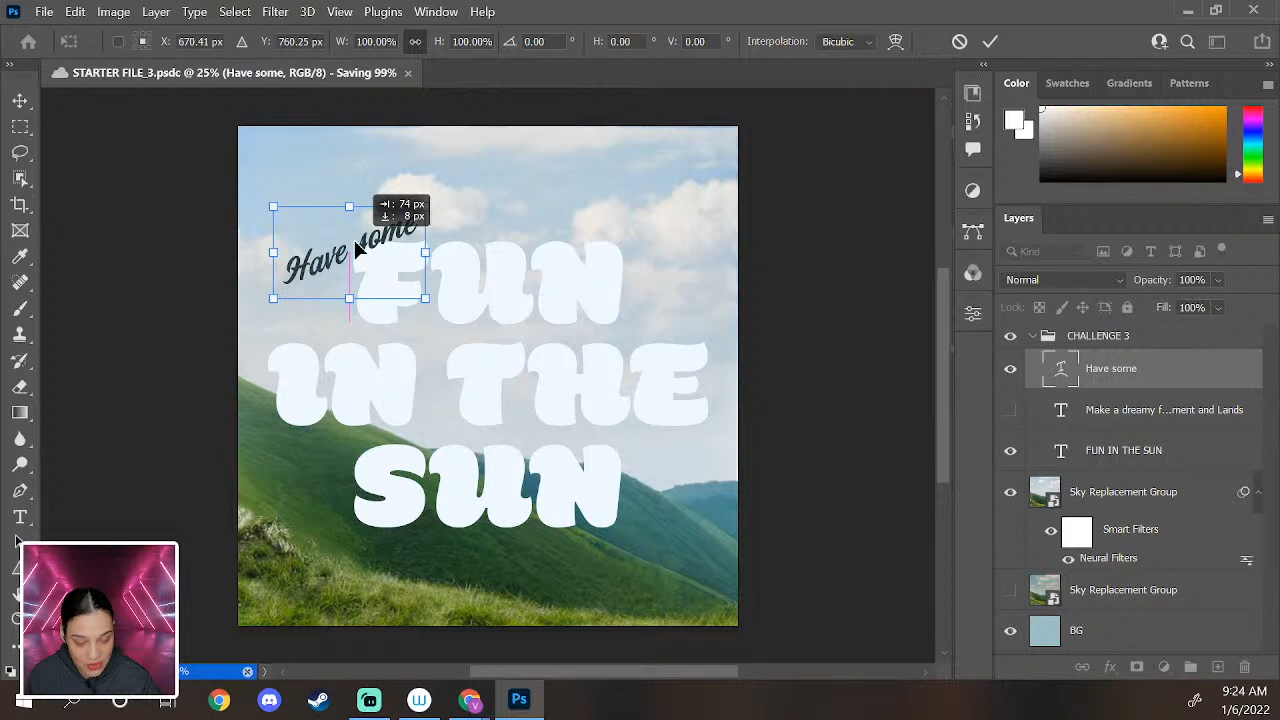 Ps File Edit Image Layer Type Select Filter 3D View Plugins Window Help
X: 670.41 px Y: 760.25 px W: 100.00% H: 100.00% 0.00 ° H: 0.00 ° V: 0.00 ° Interpolation: Bicubic
STARTER FILE_3.psdc @ 25% (Have some, RGB/8) - Saving 99% ×
Color Swatches Gradients Patterns
: 74 px
: 8 px
Have some
FUN
IN THE
SUN
Layers
Kind
Normal Opacity: 100%
Lock: Fill: 100%
CHALLENGE 3
Have some
Make a dreamy f...ment and Lands
FUN IN THE SUN
Sky Replacement Group
Smart Filters
Neural Filters
Sky Replacement Group
BG
fx
%
Ps
9:24 AM
1/6/2022